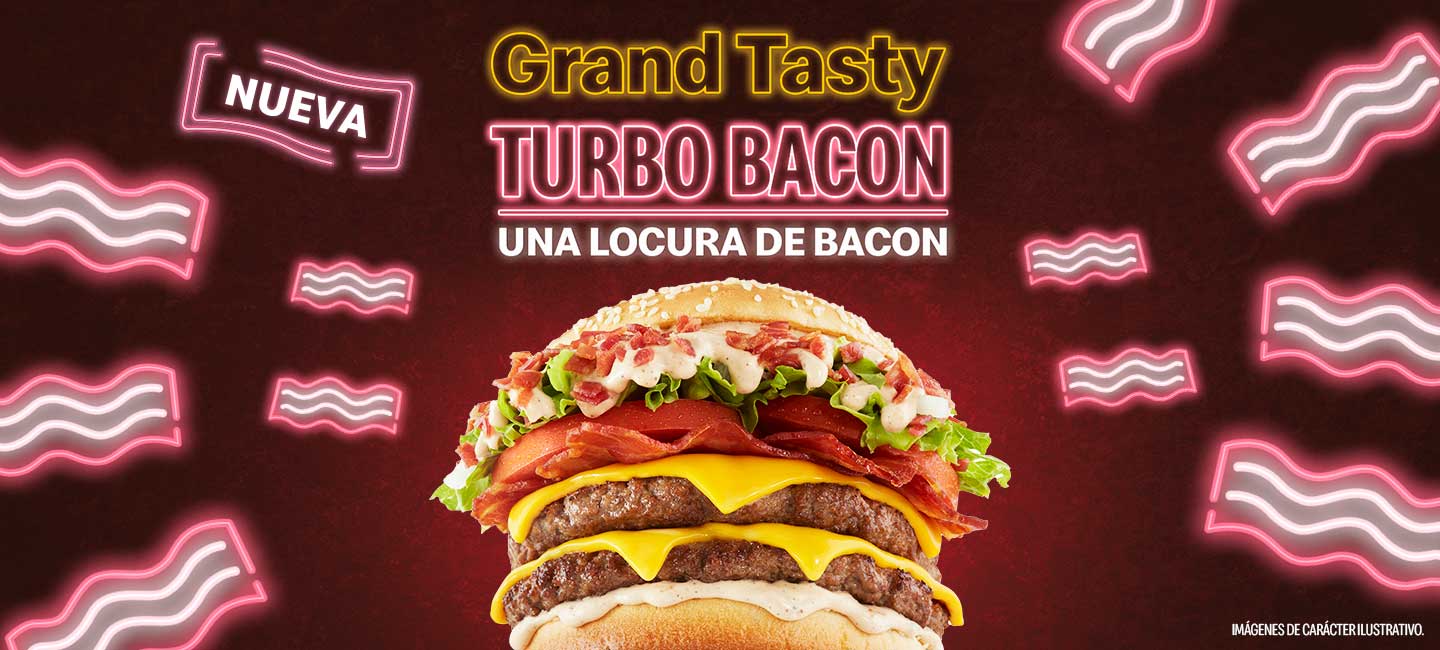 NUEVA
Grand Tasty
TURBO BACON
UNA LOCURA DE BACON
IMÁGENES DE CARÁCTER ILUSTRATIVO.